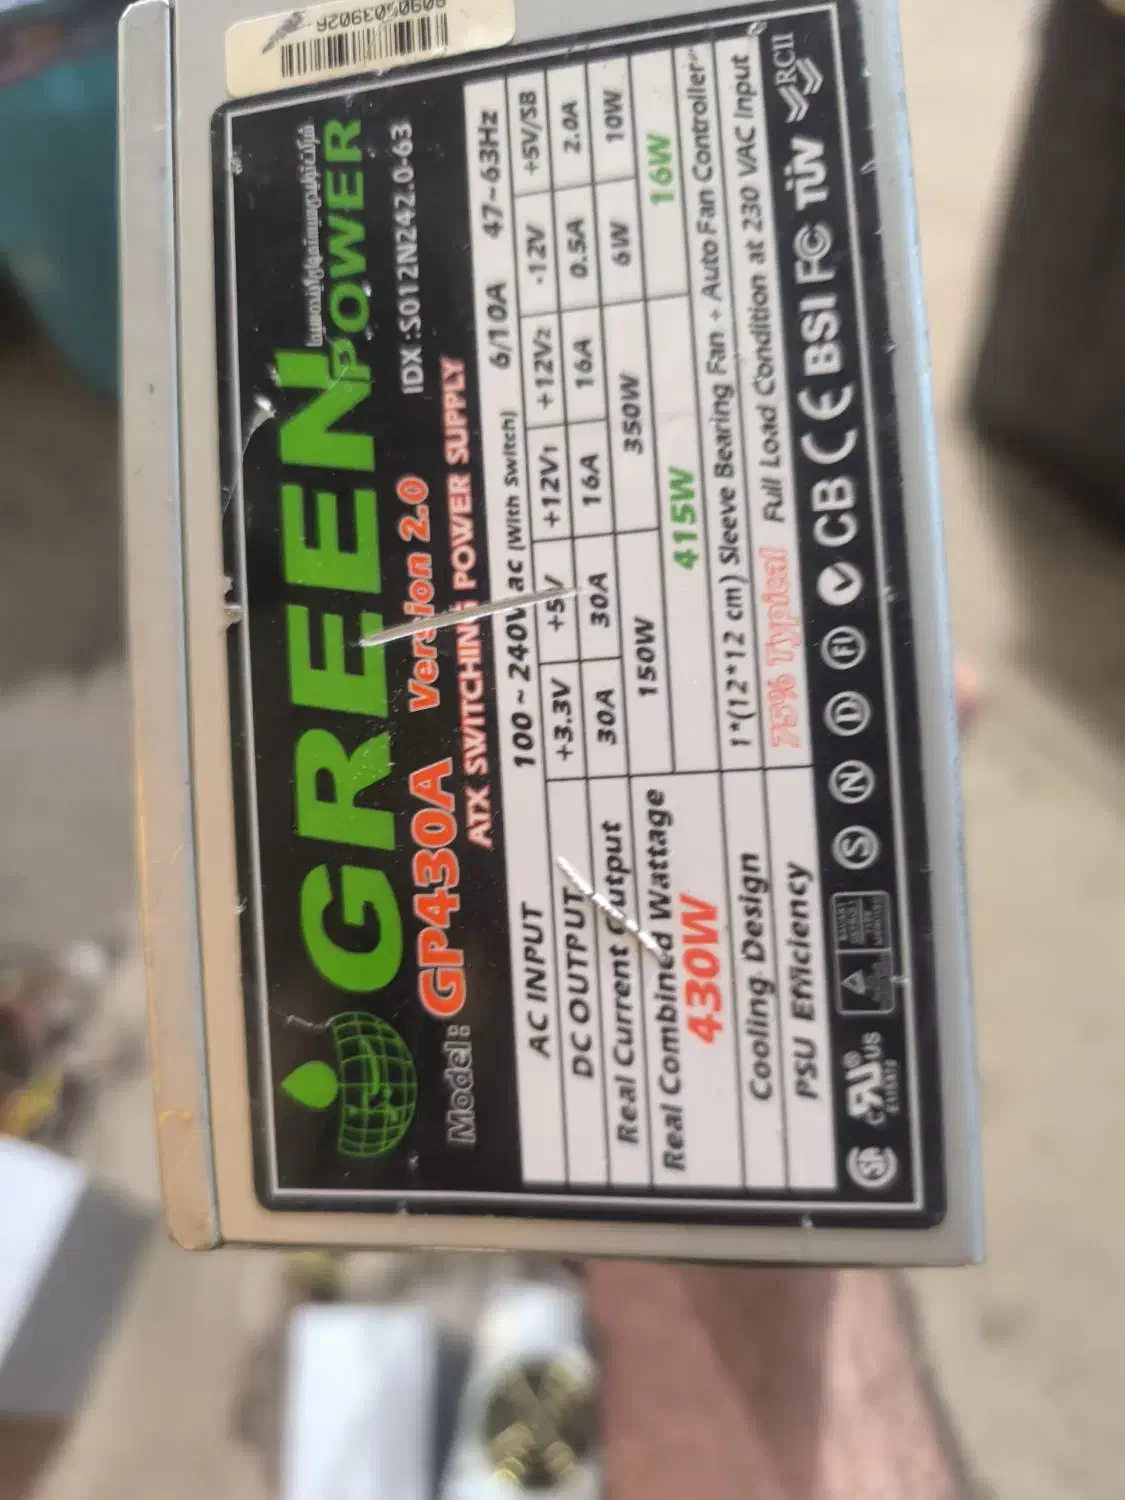 GREEN
POWER
Model: GP430A Version 2.0 IDX:S012N242.0-63
ATX SWITCHING POWER SUPPLY
AC INPUT 100~240V ac (With Switch) 6/10A 47~63Hz
DC OUTPUT +3.3V +5V +12V1 +12V2 -12V +5V/SB
Real Current Output 30A 30A 16A 16A 0.5A 2.0A
Real Combined Wattage 150W 350W 6W 10W
430W 415W 16W
Cooling Design 1*(12*12 cm) Sleeve Bearing Fan + Auto Fan Controller
PSU Efficiency 75% Typical Full Load Condition at 230 VAC Input
US S N D FI CB CE BSI FC TÜV RCII